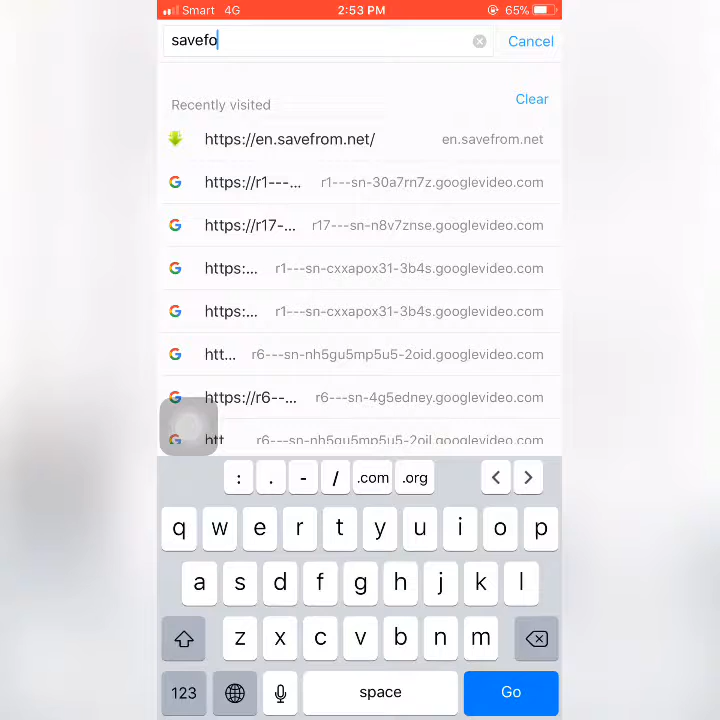 Smart 4G 2:53 PM 65%
savefo Cancel
Recently visited Clear
https://en.savefrom.net/ en.savefrom.net
https://r1---... r1---sn-30a7rn7z.googlevideo.com
https://r17-... r17---sn-n8v7znse.googlevideo.com
https:... r1---sn-cxxapox31-3b4s.googlevideo.com
https:... r1---sn-cxxapox31-3b4s.googlevideo.com
htt... r6---sn-nh5gu5mp5u5-2oid.googlevideo.com
https://r6--... r6---sn-4g5edney.googlevideo.com
htt r6---sn-nh5gu5mp5u5-2oil.googlevideo.com
: . - / .com .org < >
q w e r t y u i o p
a s d f g h j k l
z x c v b n m
123 space Go